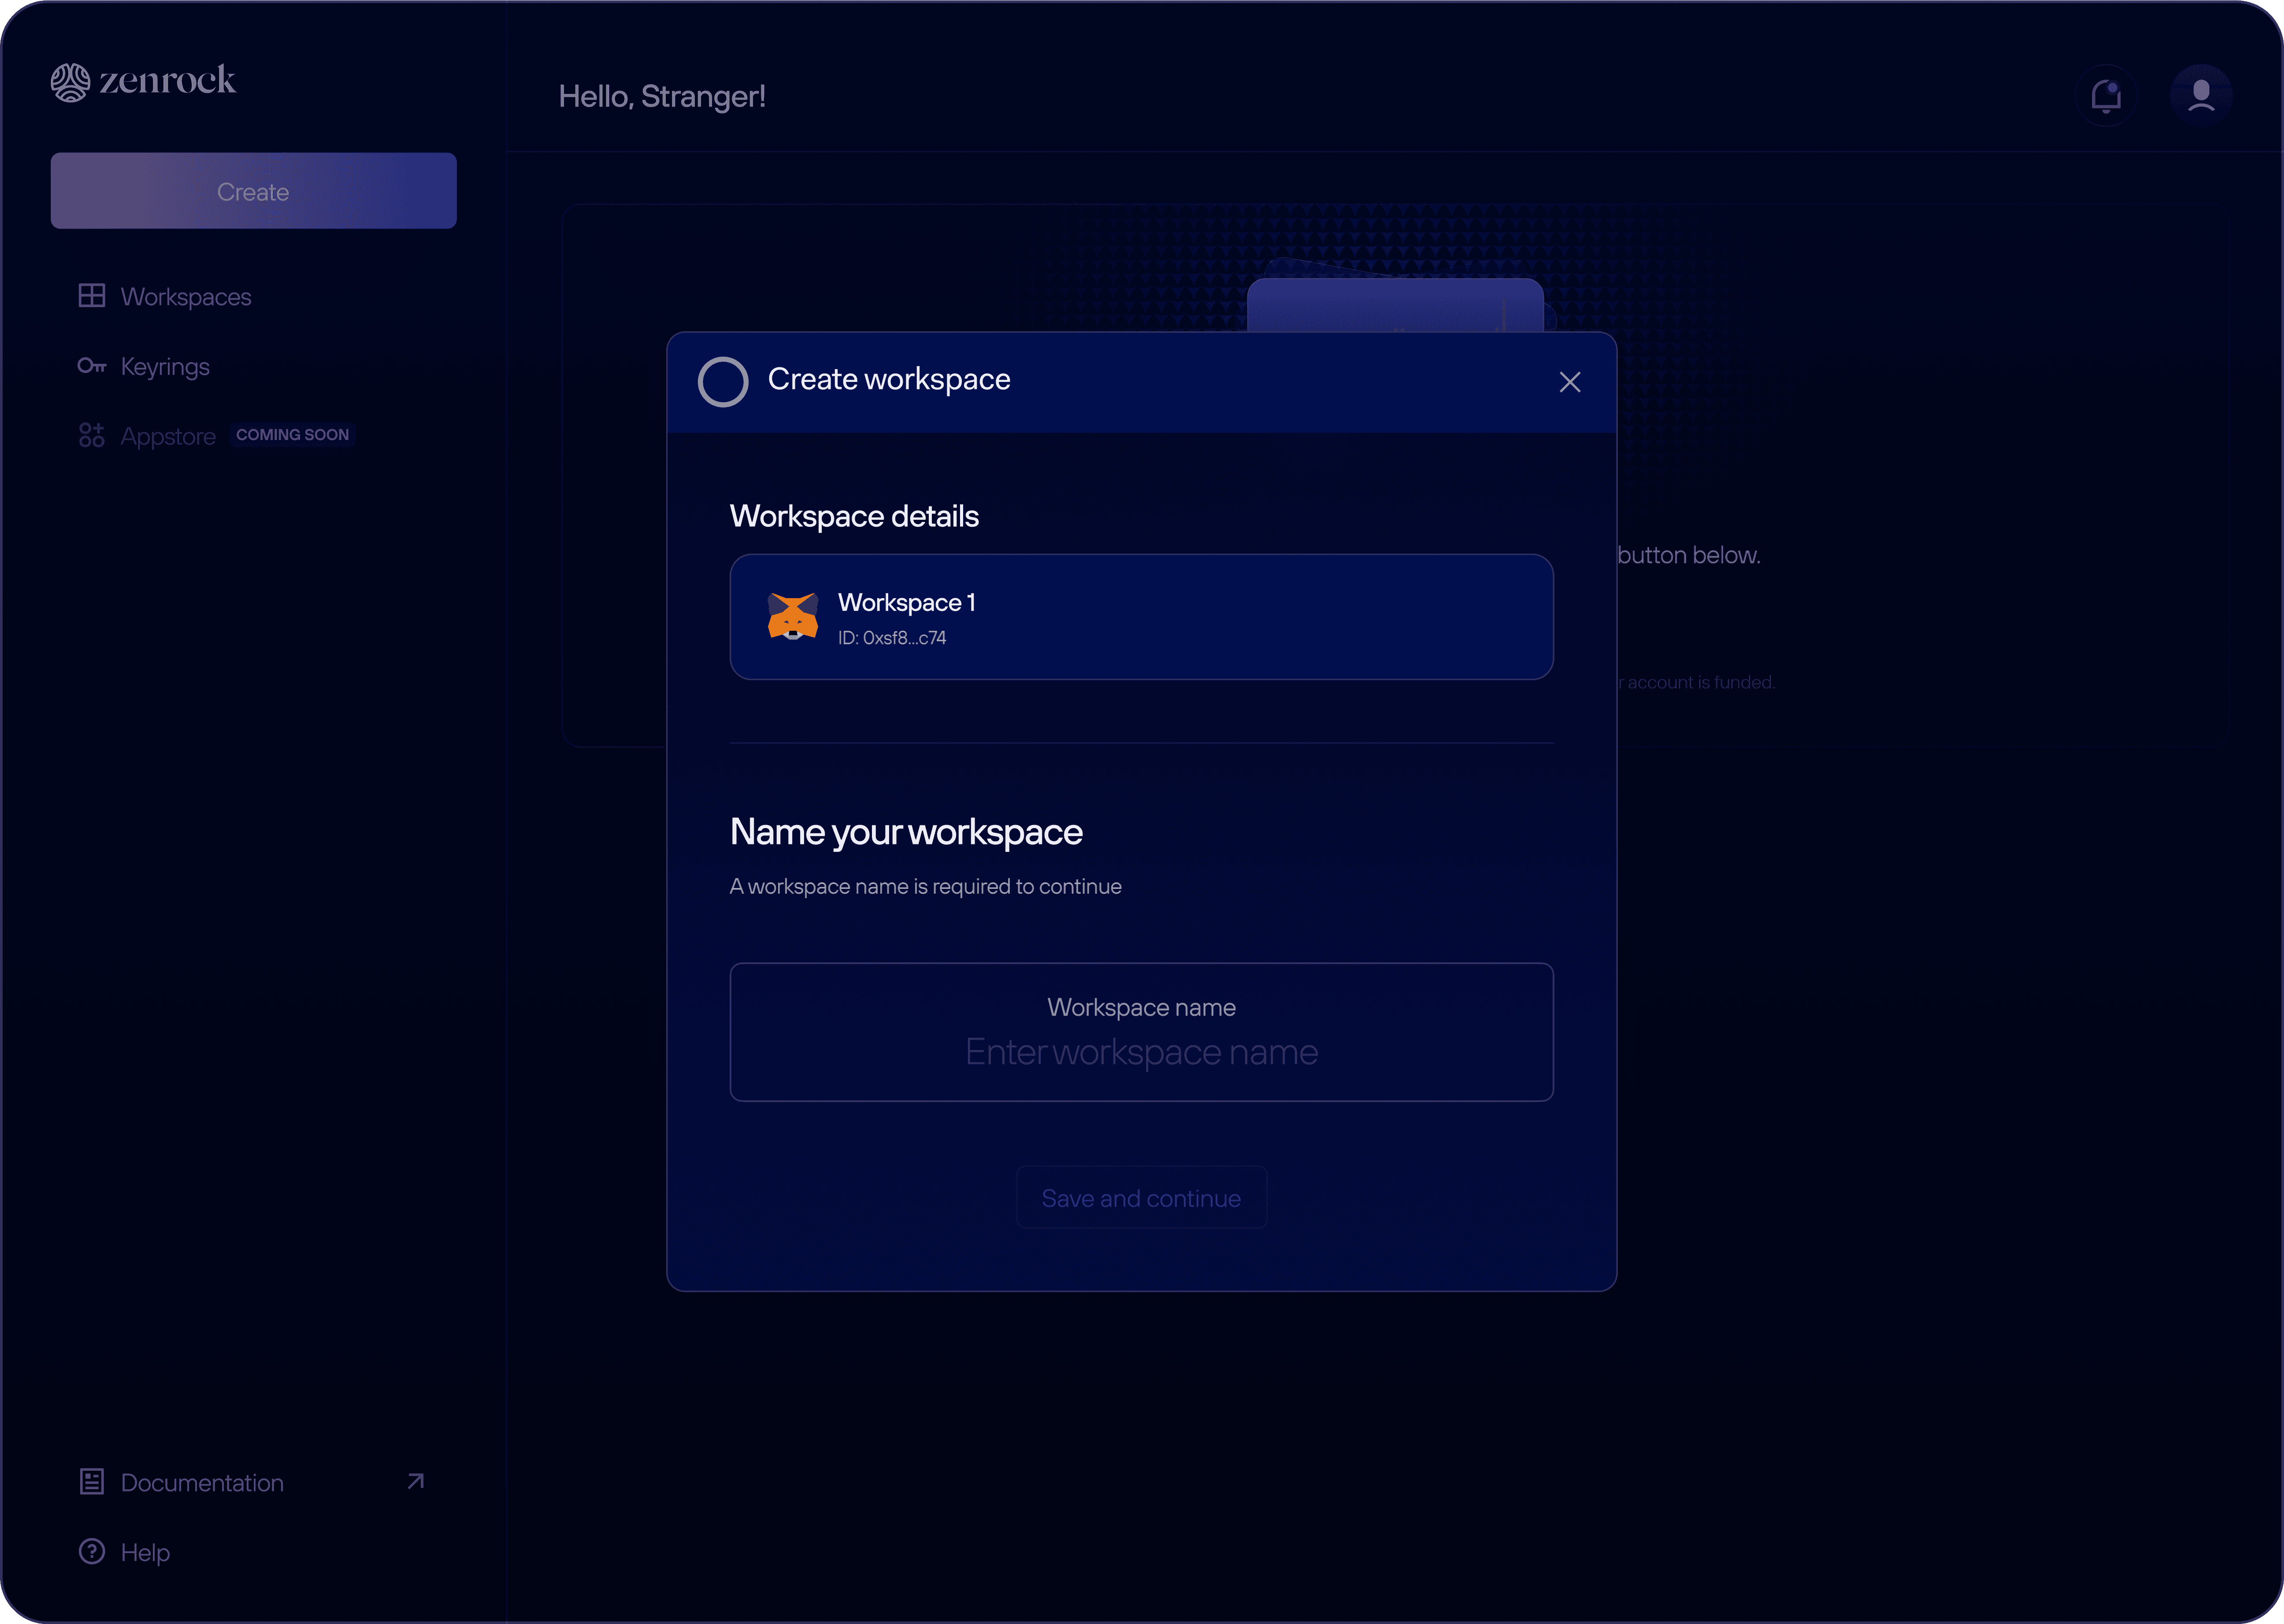 zenrock
Hello, Stranger!
Create
Workspaces
Keyrings
Appstore COMING SOON
Create workspace
Workspace details
Workspace 1
ID: 0xsf8...c74
button below.
account is funded.
Name your workspace
A workspace name is required to continue
Workspace name
Enter workspace name
Save and continue
Documentation
Help